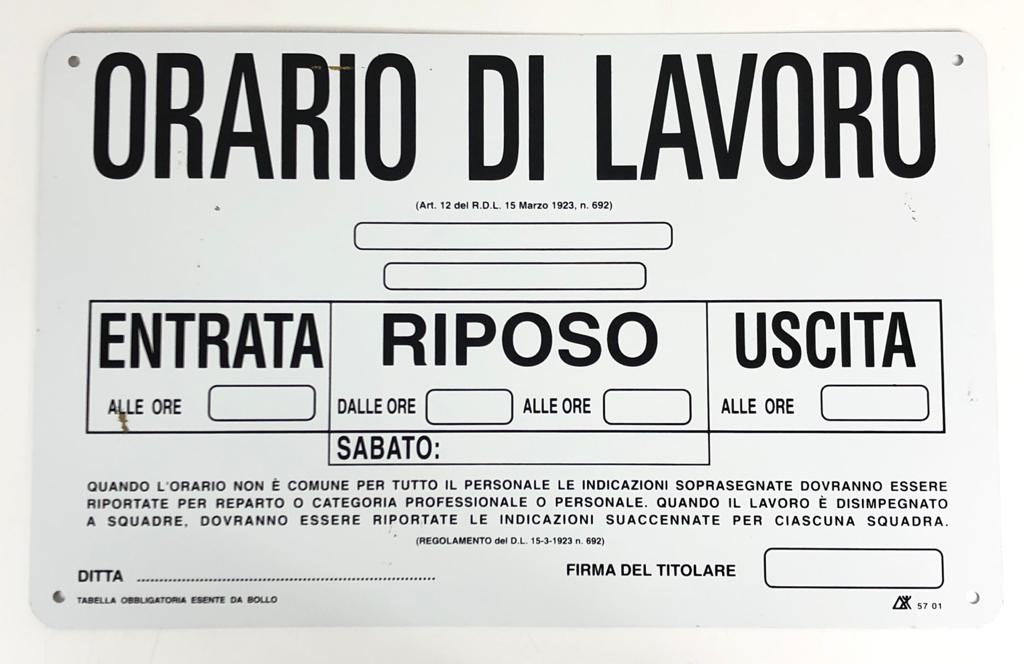 ORARIO DI LAVORO
(Art. 12 del R.D.L. 15 Marzo 1923, n. 692)
ENTRATA RIPOSO USCITA
ALLE ORE DALLE ORE ALLE ORE ALLE ORE
SABATO:
QUANDO L'ORARIO NON È COMUNE PER TUTTO IL PERSONALE LE INDICAZIONI SOPRASEGNATE DOVRANNO ESSERE
RIPORTATE PER REPARTO O CATEGORIA PROFESSIONALE O PERSONALE. QUANDO IL LAVORO È DISIMPEGNATO
A SQUADRE, DOVRANNO ESSERE RIPORTATE LE INDICAZIONI SUACCENNATE PER CIASCUNA SQUADRA.
(REGOLAMENTO del D.L. 15-3-1923 n. 692)
DITTA ........................................................ FIRMA DEL TITOLARE
TABELLA OBBLIGATORIA ESENTE DA BOLLO 57 01